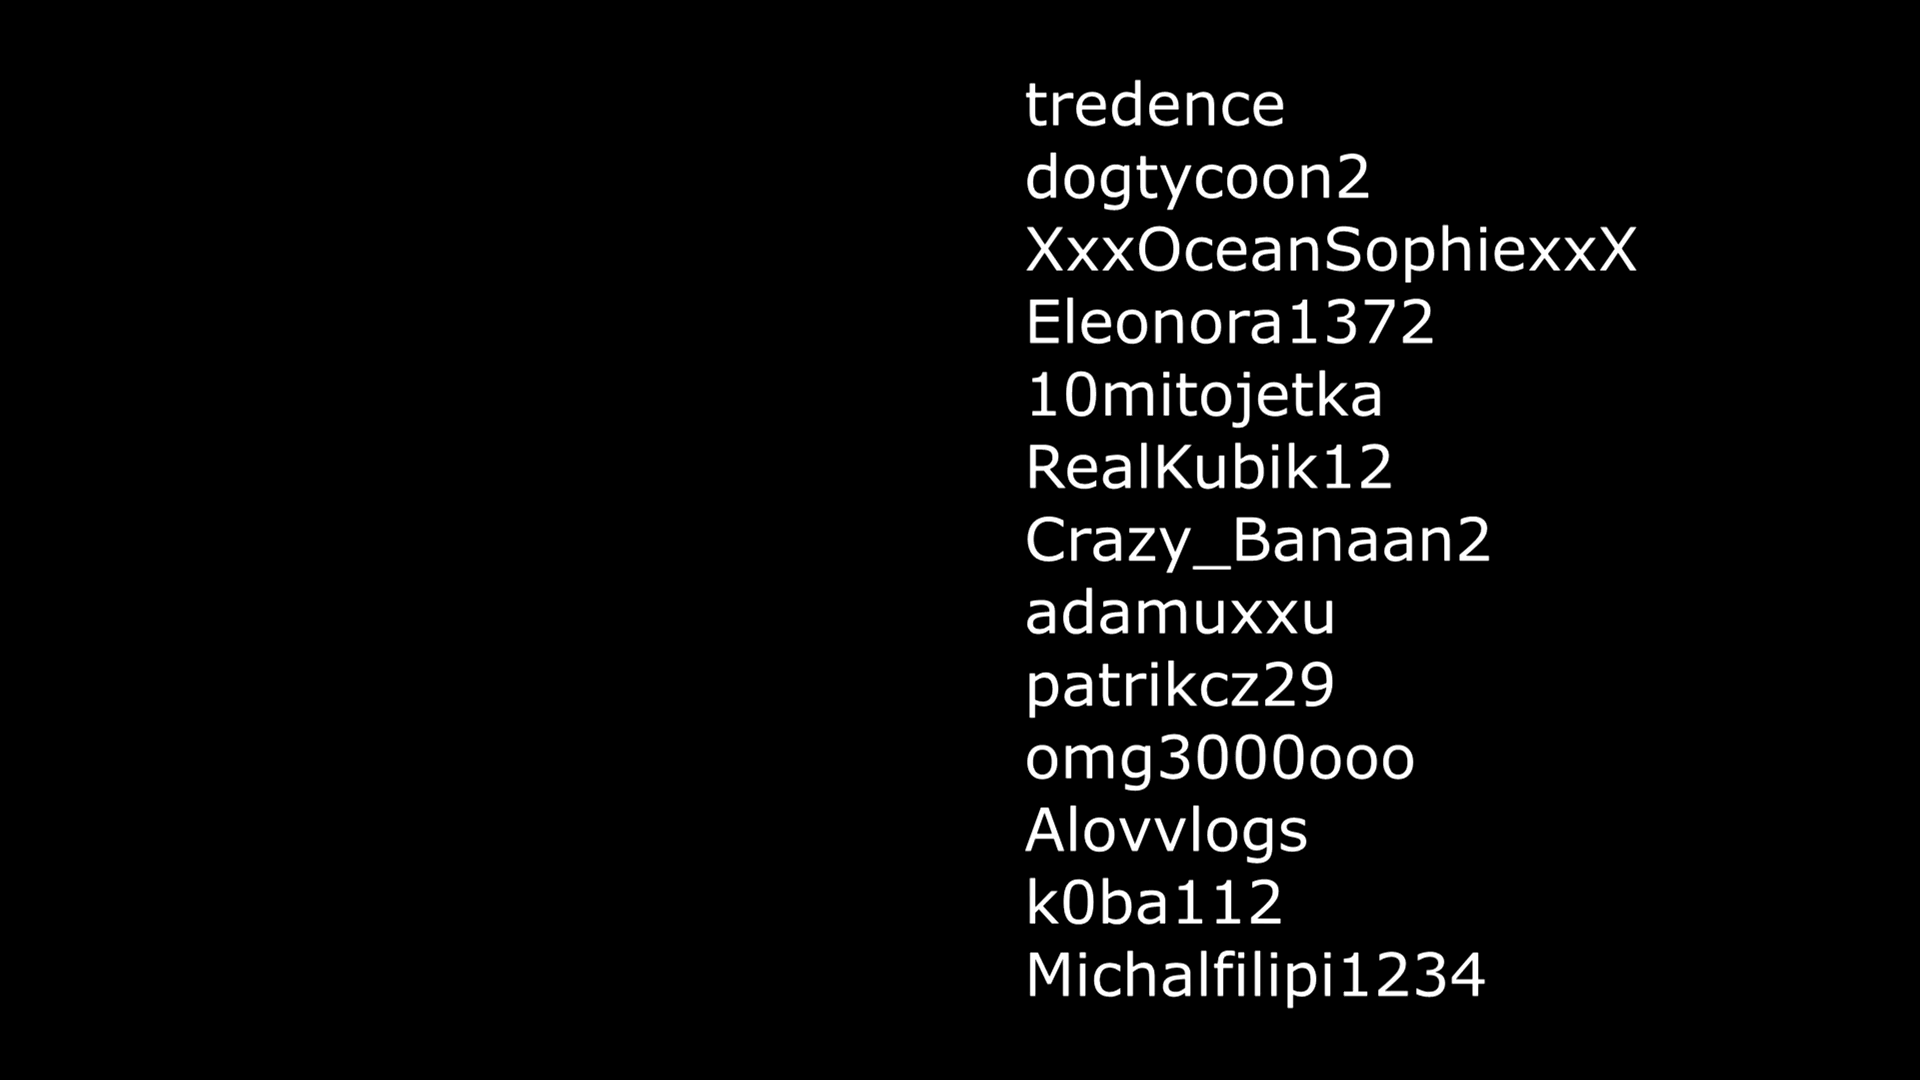 tredence
dogtycoon2
XxxOceanSophiexxX
Eleonora1372
10mitojetka
RealKubik12
Crazy_Banaan2
adamuxxu
patrikcz29
omg3000ooo
Alovvlogs
k0ba112
Michalfilipi1234